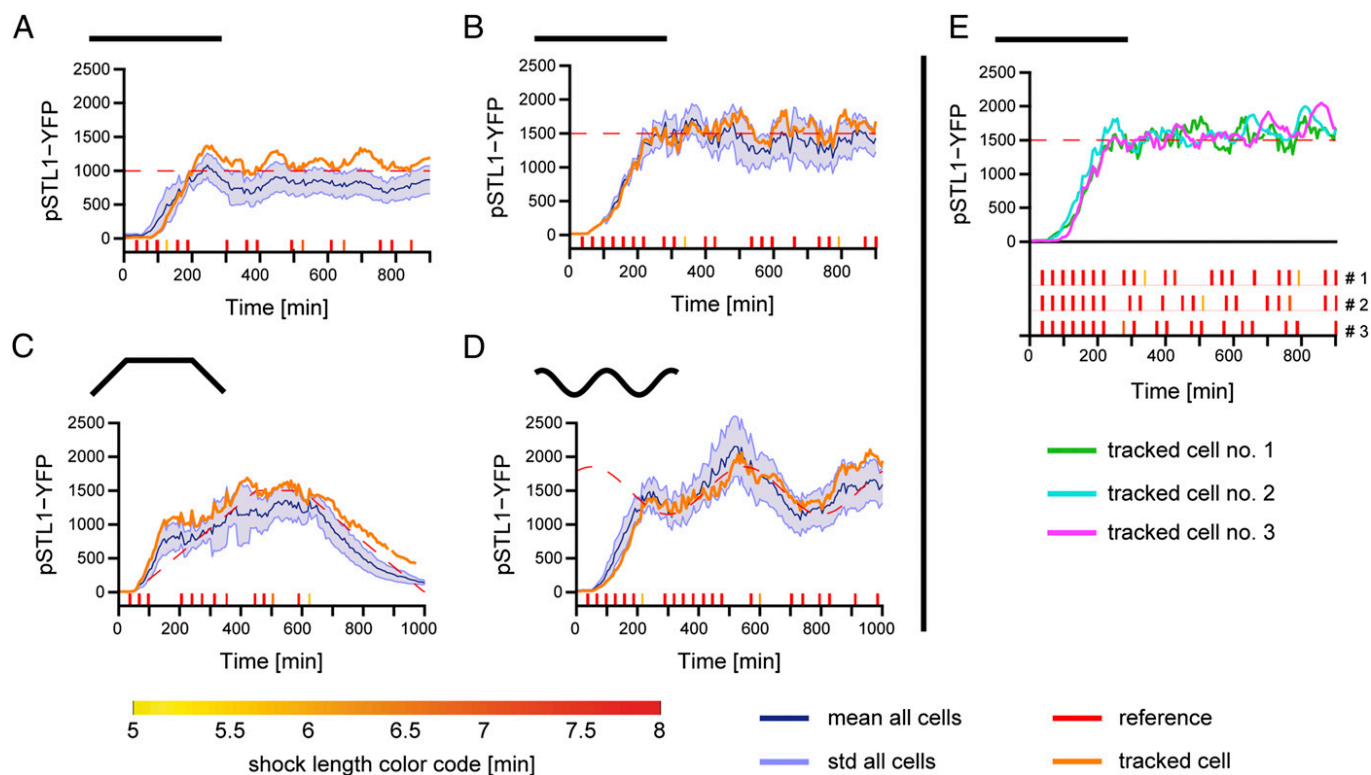 A
B
E
pSTL1−YFP
2500
2000
1500
1000
500
0
0 200 400 600 800
Time [min]
pSTL1−YFP
2500
2000
1500
1000
500
0
0 200 400 600 800
Time [min]
pSTL1−YFP
2500
2000
1500
1000
500
0
# 1
# 2
# 3
0 200 400 600 800
Time [min]
C
D
pSTL1−YFP
2500
2000
1500
1000
500
0
0 200 400 600 800 1000
Time [min]
pSTL1−YFP
2500
2000
1500
1000
500
0
0 200 400 600 800 1000
Time [min]
tracked cell no. 1
tracked cell no. 2
tracked cell no. 3
5 5.5 6 6.5 7 7.5 8
shock length color code [min]
mean all cells
std all cells
reference
tracked cell